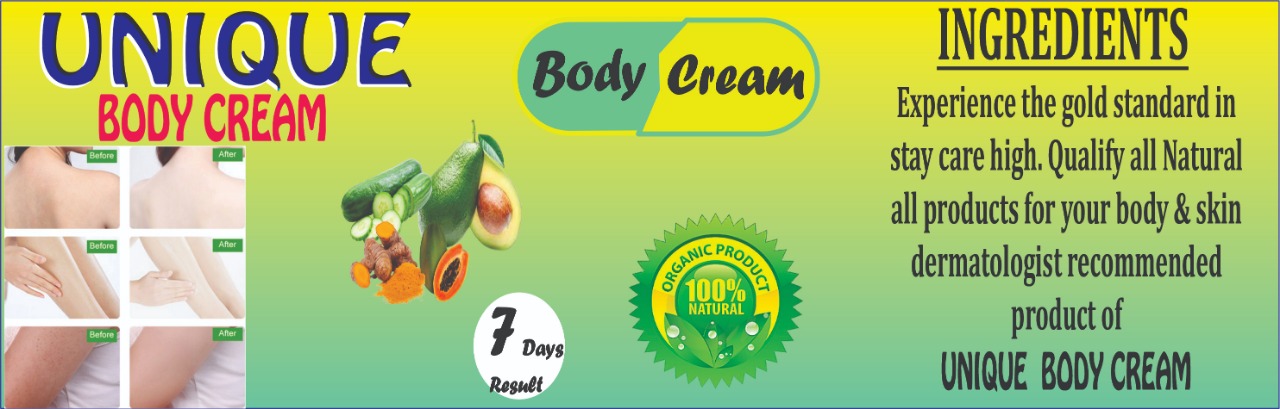 UNIQUE
BODY CREAM
Before
After
Before
After
Before
After
Body Cream
7 Days
Result
ORGANIC PRODUCT
100%
NATURAL
INGREDIENTS
Experience the gold standard in
stay care high. Qualify all Natural
all products for your body & skin
dermatologist recommended
product of
UNIQUE BODY CREAM